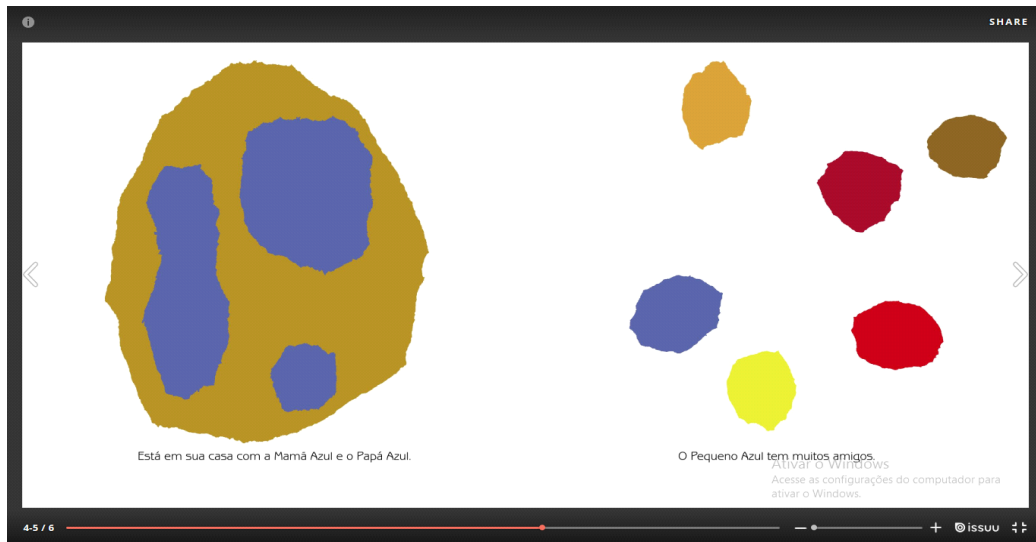 SHARE
Está em sua casa com a Mamã Azul e o Papá Azul.
O Pequeno Azul tem muitos amigos.
Ativar o Windows
Acesse as configurações do computador para
ativar o Windows.
4-5 / 6
issuu